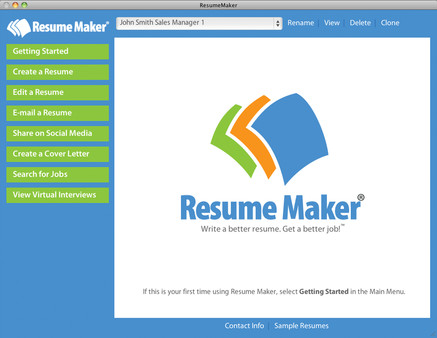 ResumeMaker
Resume Maker®
John Smith Sales Manager 1
Rename | View | Delete | Clone
Getting Started
Create a Resume
Edit a Resume
E-mail a Resume
Share on Social Media
Create a Cover Letter
Search for Jobs
View Virtual Interviews
Resume Maker®
Write a better resume. Get a better job!™
If this is your first time using Resume Maker, select Getting Started in the Main Menu.
Contact Info | Sample Resumes